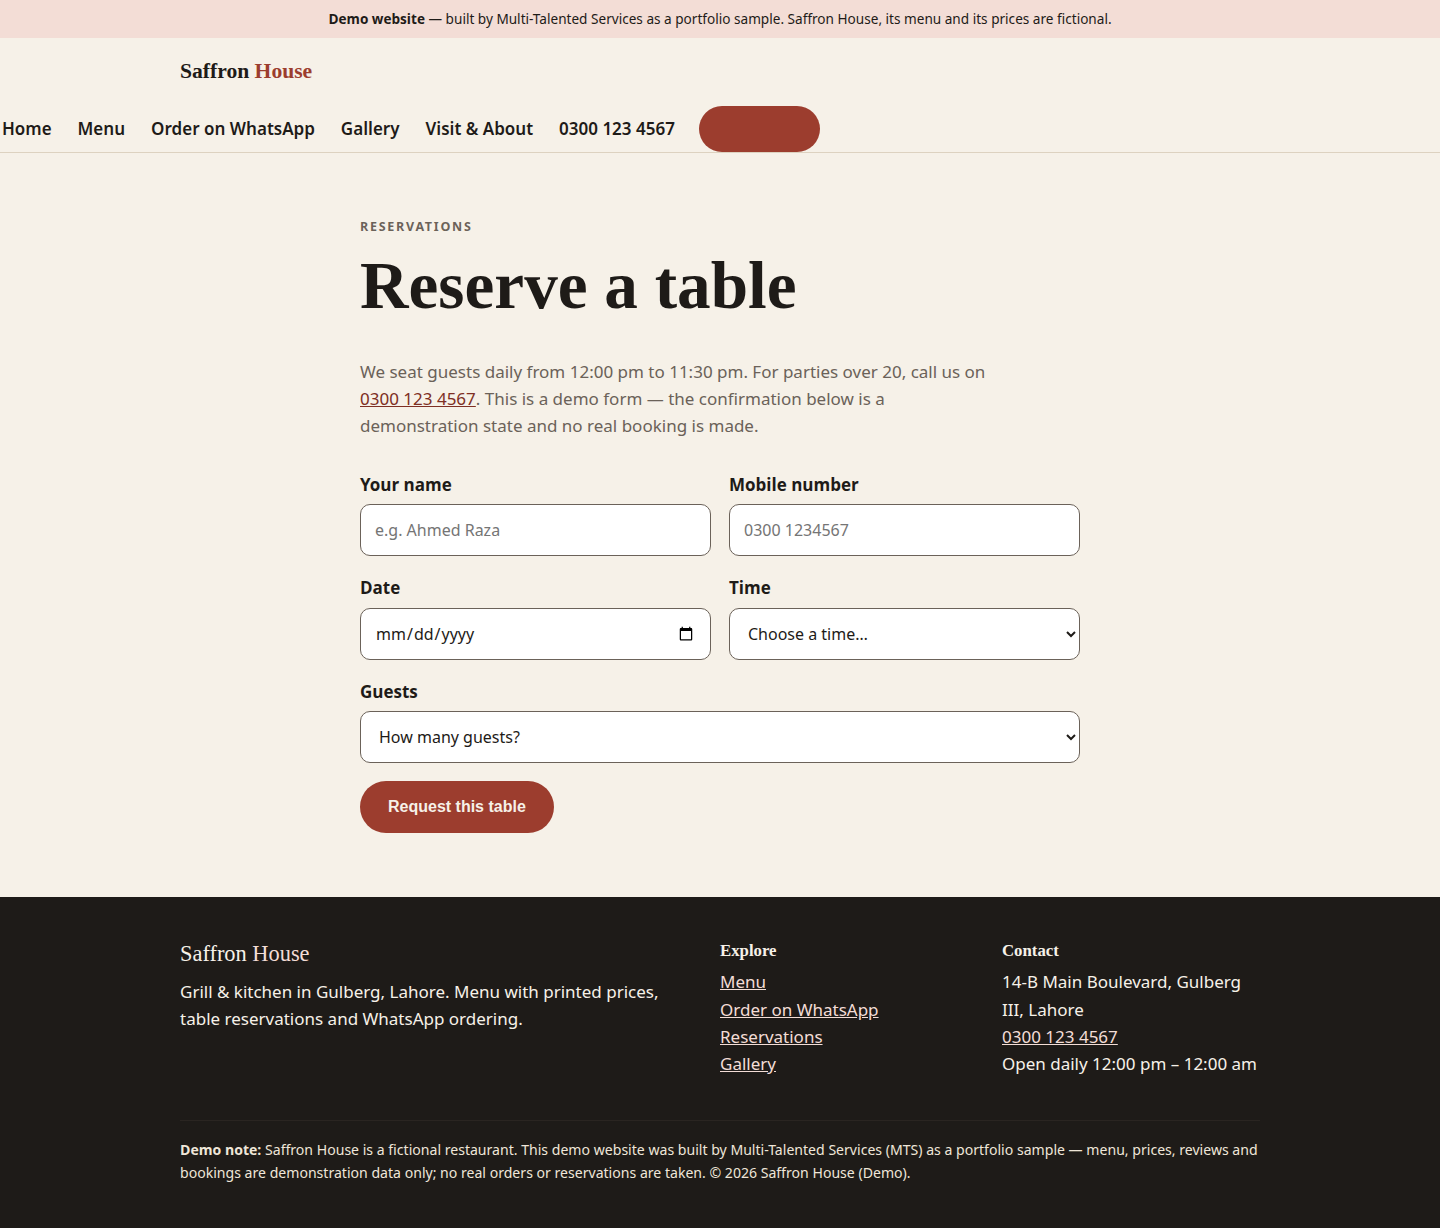 Demo website — built by Multi-Talented Services as a portfolio sample. Saffron House, its menu and its prices are fictional.
Saffron House
Home Menu Order on WhatsApp Gallery Visit & About 0300 123 4567
RESERVATIONS
Reserve a table
We seat guests daily from 12:00 pm to 11:30 pm. For parties over 20, call us on
0300 123 4567. This is a demo form — the confirmation below is a
demonstration state and no real booking is made.
Your name
Mobile number
e.g. Ahmed Raza
0300 1234567
Date
Time
mm/dd/yyyy
Choose a time...
Guests
How many guests?
Request this table
Saffron House
Grill & kitchen in Gulberg, Lahore. Menu with printed prices,
table reservations and WhatsApp ordering.
Explore
Menu
Order on WhatsApp
Reservations
Gallery
Contact
14-B Main Boulevard, Gulberg
III, Lahore
0300 123 4567
Open daily 12:00 pm – 12:00 am
Demo note: Saffron House is a fictional restaurant. This demo website was built by Multi-Talented Services (MTS) as a portfolio sample — menu, prices, reviews and
bookings are demonstration data only; no real orders or reservations are taken. © 2026 Saffron House (Demo).